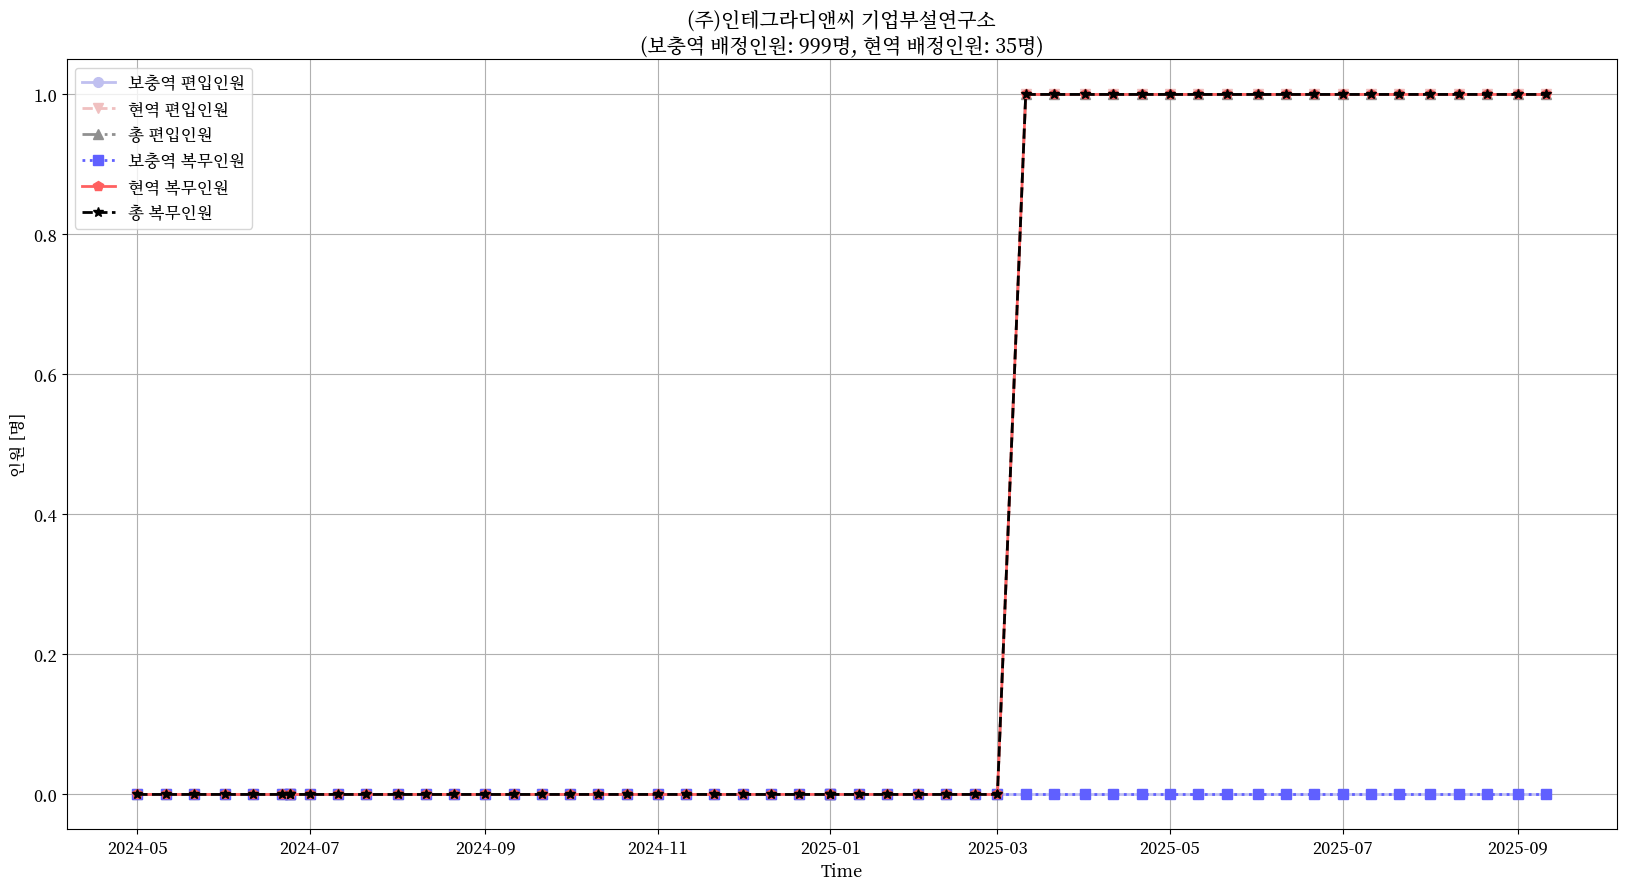 (주)인테그라디앤씨 기업부설연구소
(보충역 배정인원: 999명, 현역 배정인원: 35명)
보충역 편입인원
현역 편입인원
총 편입인원
보충역 복무인원
현역 복무인원
총 복무인원
1.0
0.8
0.6
0.4
0.2
0.0
인원 [명]
2024-05
2024-07
2024-09
2024-11
2025-01
2025-03
2025-05
2025-07
2025-09
Time